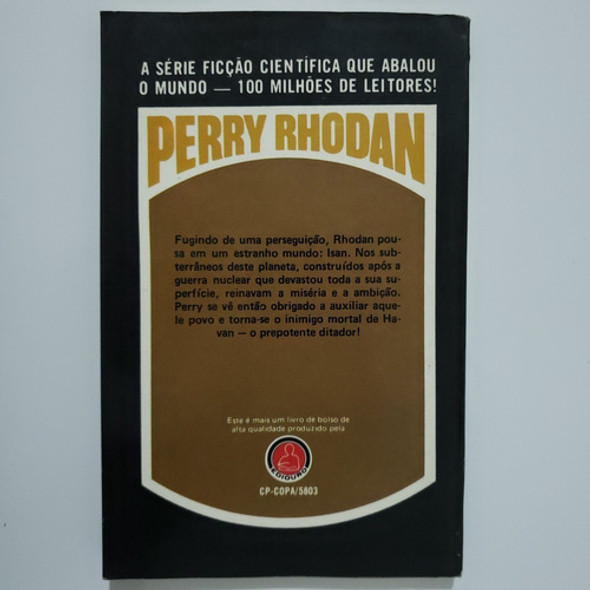 A SÉRIE FICÇÃO CIENTÍFICA QUE ABALOU
O MUNDO — 100 MILHÕES DE LEITORES!
PERRY RHODAN
Fugindo de uma perseguição, Rhodan pou-
sa em um estranho mundo: Isan. Nos sub-
terrâneos deste planeta, construídos após a
guerra nuclear que devastou toda a sua su-
perfície, reinavam a miséria e a ambição.
Perry se vê então obrigado a auxiliar aque-
le povo e torna-se o inimigo mortal de Ha-
van — o prepotente ditador!
Este é mais um livro de bolso de
alta qualidade produzido pela
EDIOURO
CP-COPA/5803